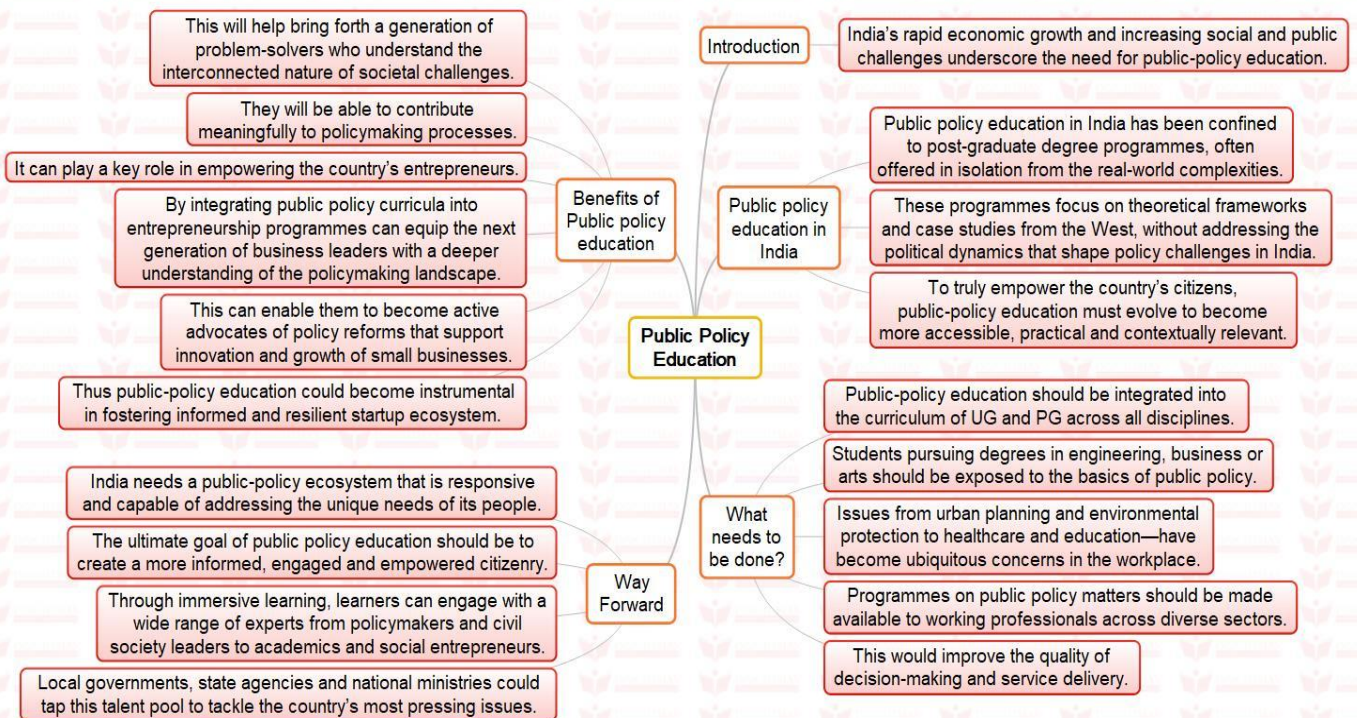 Public Policy
Education
Introduction
India’s rapid economic growth and increasing social and public
challenges underscore the need for public-policy education.
Public policy
education in
India
Public policy education in India has been confined
to post-graduate degree programmes, often
offered in isolation from the real-world complexities.
These programmes focus on theoretical frameworks
and case studies from the West, without addressing the
political dynamics that shape policy challenges in India.
To truly empower the country’s citizens,
public-policy education must evolve to become
more accessible, practical and contextually relevant.
What
needs to
be done?
Public-policy education should be integrated into
the curriculum of UG and PG across all disciplines.
Students pursuing degrees in engineering, business or
arts should be exposed to the basics of public policy.
Issues from urban planning and environmental
protection to healthcare and education—have
become ubiquitous concerns in the workplace.
Programmes on public policy matters should be made
available to working professionals across diverse sectors.
This would improve the quality of
decision-making and service delivery.
Benefits of
Public policy
education
This will help bring forth a generation of
problem-solvers who understand the
interconnected nature of societal challenges.
They will be able to contribute
meaningfully to policymaking processes.
It can play a key role in empowering the country’s entrepreneurs.
By integrating public policy curricula into
entrepreneurship programmes can equip the next
generation of business leaders with a deeper
understanding of the policymaking landscape.
This can enable them to become active
advocates of policy reforms that support
innovation and growth of small businesses.
Thus public-policy education could become instrumental
in fostering informed and resilient startup ecosystem.
Way
Forward
India needs a public-policy ecosystem that is responsive
and capable of addressing the unique needs of its people.
The ultimate goal of public policy education should be to
create a more informed, engaged and empowered citizenry.
Through immersive learning, learners can engage with a
wide range of experts from policymakers and civil
society leaders to academics and social entrepreneurs.
Local governments, state agencies and national ministries could
tap this talent pool to tackle the country’s most pressing issues.